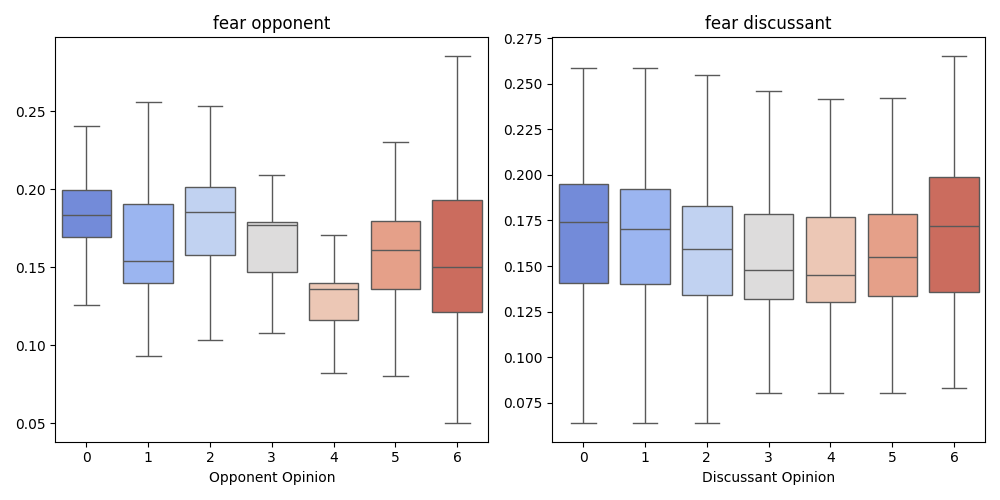 fear opponent
0.25
0.20
0.15
0.10
0.05
0 1 2 3 4 5 6
Opponent Opinion
fear discussant
0.275
0.250
0.225
0.200
0.175
0.150
0.125
0.100
0.075
0 1 2 3 4 5 6
Discussant Opinion